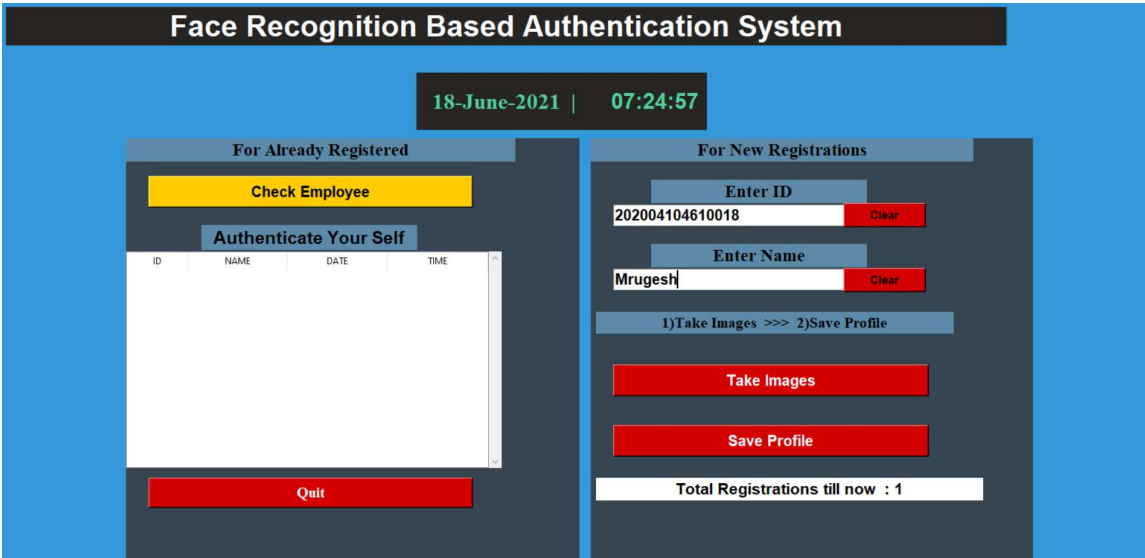 Face Recognition Based Authentication System
18-June-2021 | 07:24:57
For Already Registered
Check Employee
Authenticate Your Self
ID NAME DATE TIME
Quit
For New Registrations
Enter ID
202004104610018 Clear
Enter Name
Mrugesh Clear
1)Take Images >>> 2)Save Profile
Take Images
Save Profile
Total Registrations till now : 1